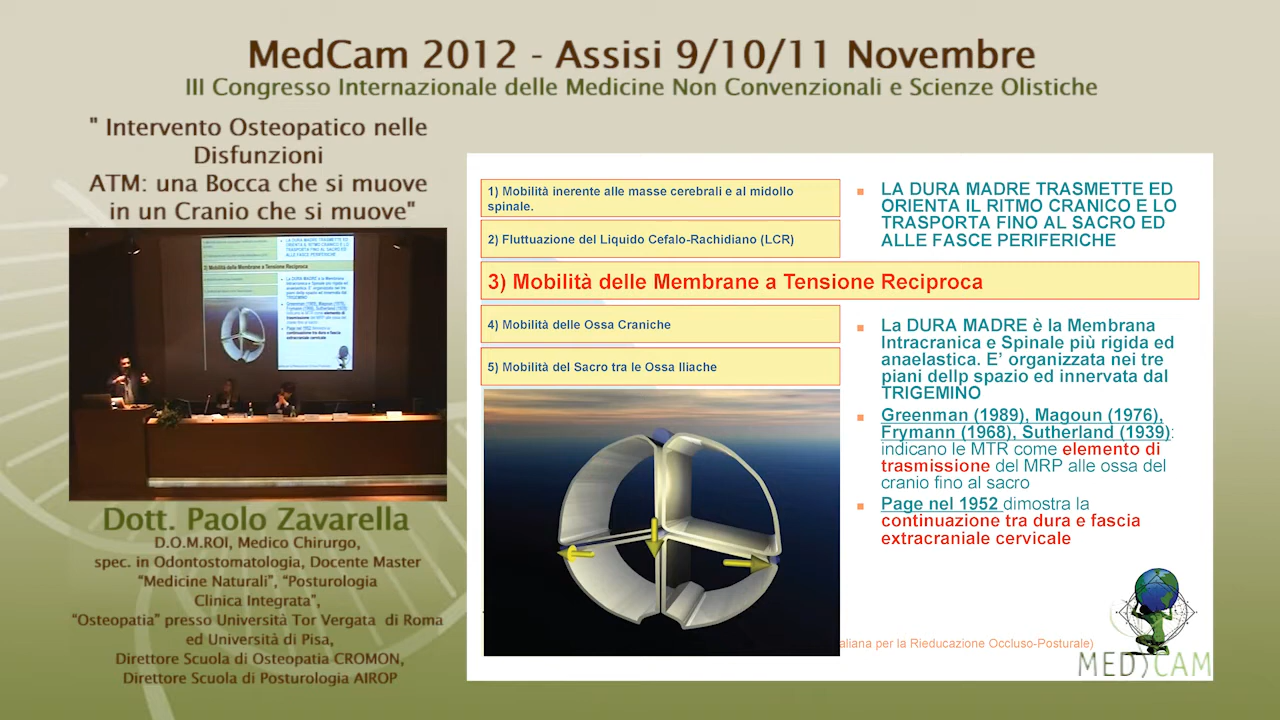 MedCam 2012 - Assisi 9/10/11 Novembre
III Congresso Internazionale delle Medicine Non Convenzionali e Scienze Olistiche
" Intervento Osteopatico nelle
Disfunzioni
ATM: una Bocca che si muove
in un Cranio che si muove"
Dott. Paolo Zavarella
D.O.M.ROI, Medico Chirurgo,
spec. in Odontostomatologia, Docente Master
“Medicine Naturali”, “Posturologia
Clinica Integrata”,
“Osteopatia” presso Università Tor Vergata di Roma
ed Università di Pisa,
Direttore Scuola di Osteopatia CROMON,
Direttore Scuola di Posturologia AIROP
1) Mobilità inerente alle masse cerebrali e al midollo
spinale.
2) Fluttuazione del Liquido Cefalo-Rachidiano (LCR)
3) Mobilità delle Membrane a Tensione Reciproca
4) Mobilità delle Ossa Craniche
5) Mobilità del Sacro tra le Ossa Iliache
LA DURA MADRE TRASMETTE ED
ORIENTA IL RITMO CRANICO E LO
TRASPORTA FINO AL SACRO ED
ALLE FASCE PERIFERICHE
La DURA MADRE è la Membrana
Intracranica e Spinale più rigida ed
anaelastica. E’ organizzata nei tre
piani dellp spazio ed innervata dal
TRIGEMINO
Greenman (1989), Magoun (1976),
Frymann (1968), Sutherland (1939):
indicano le MTR come elemento di
trasmissione del MRP alle ossa del
cranio fino al sacro
Page nel 1952 dimostra la
continuazione tra dura e fascia
extracraniale cervicale
aliana per la Rieducazione Occluso-Posturale)
MEDCAM